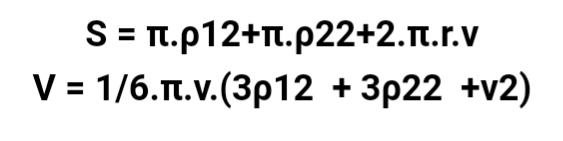 S = π.ρ12+π.ρ22+2.π.r.v
V = 1/6.π.v.(3ρ12 + 3ρ22 +v2)